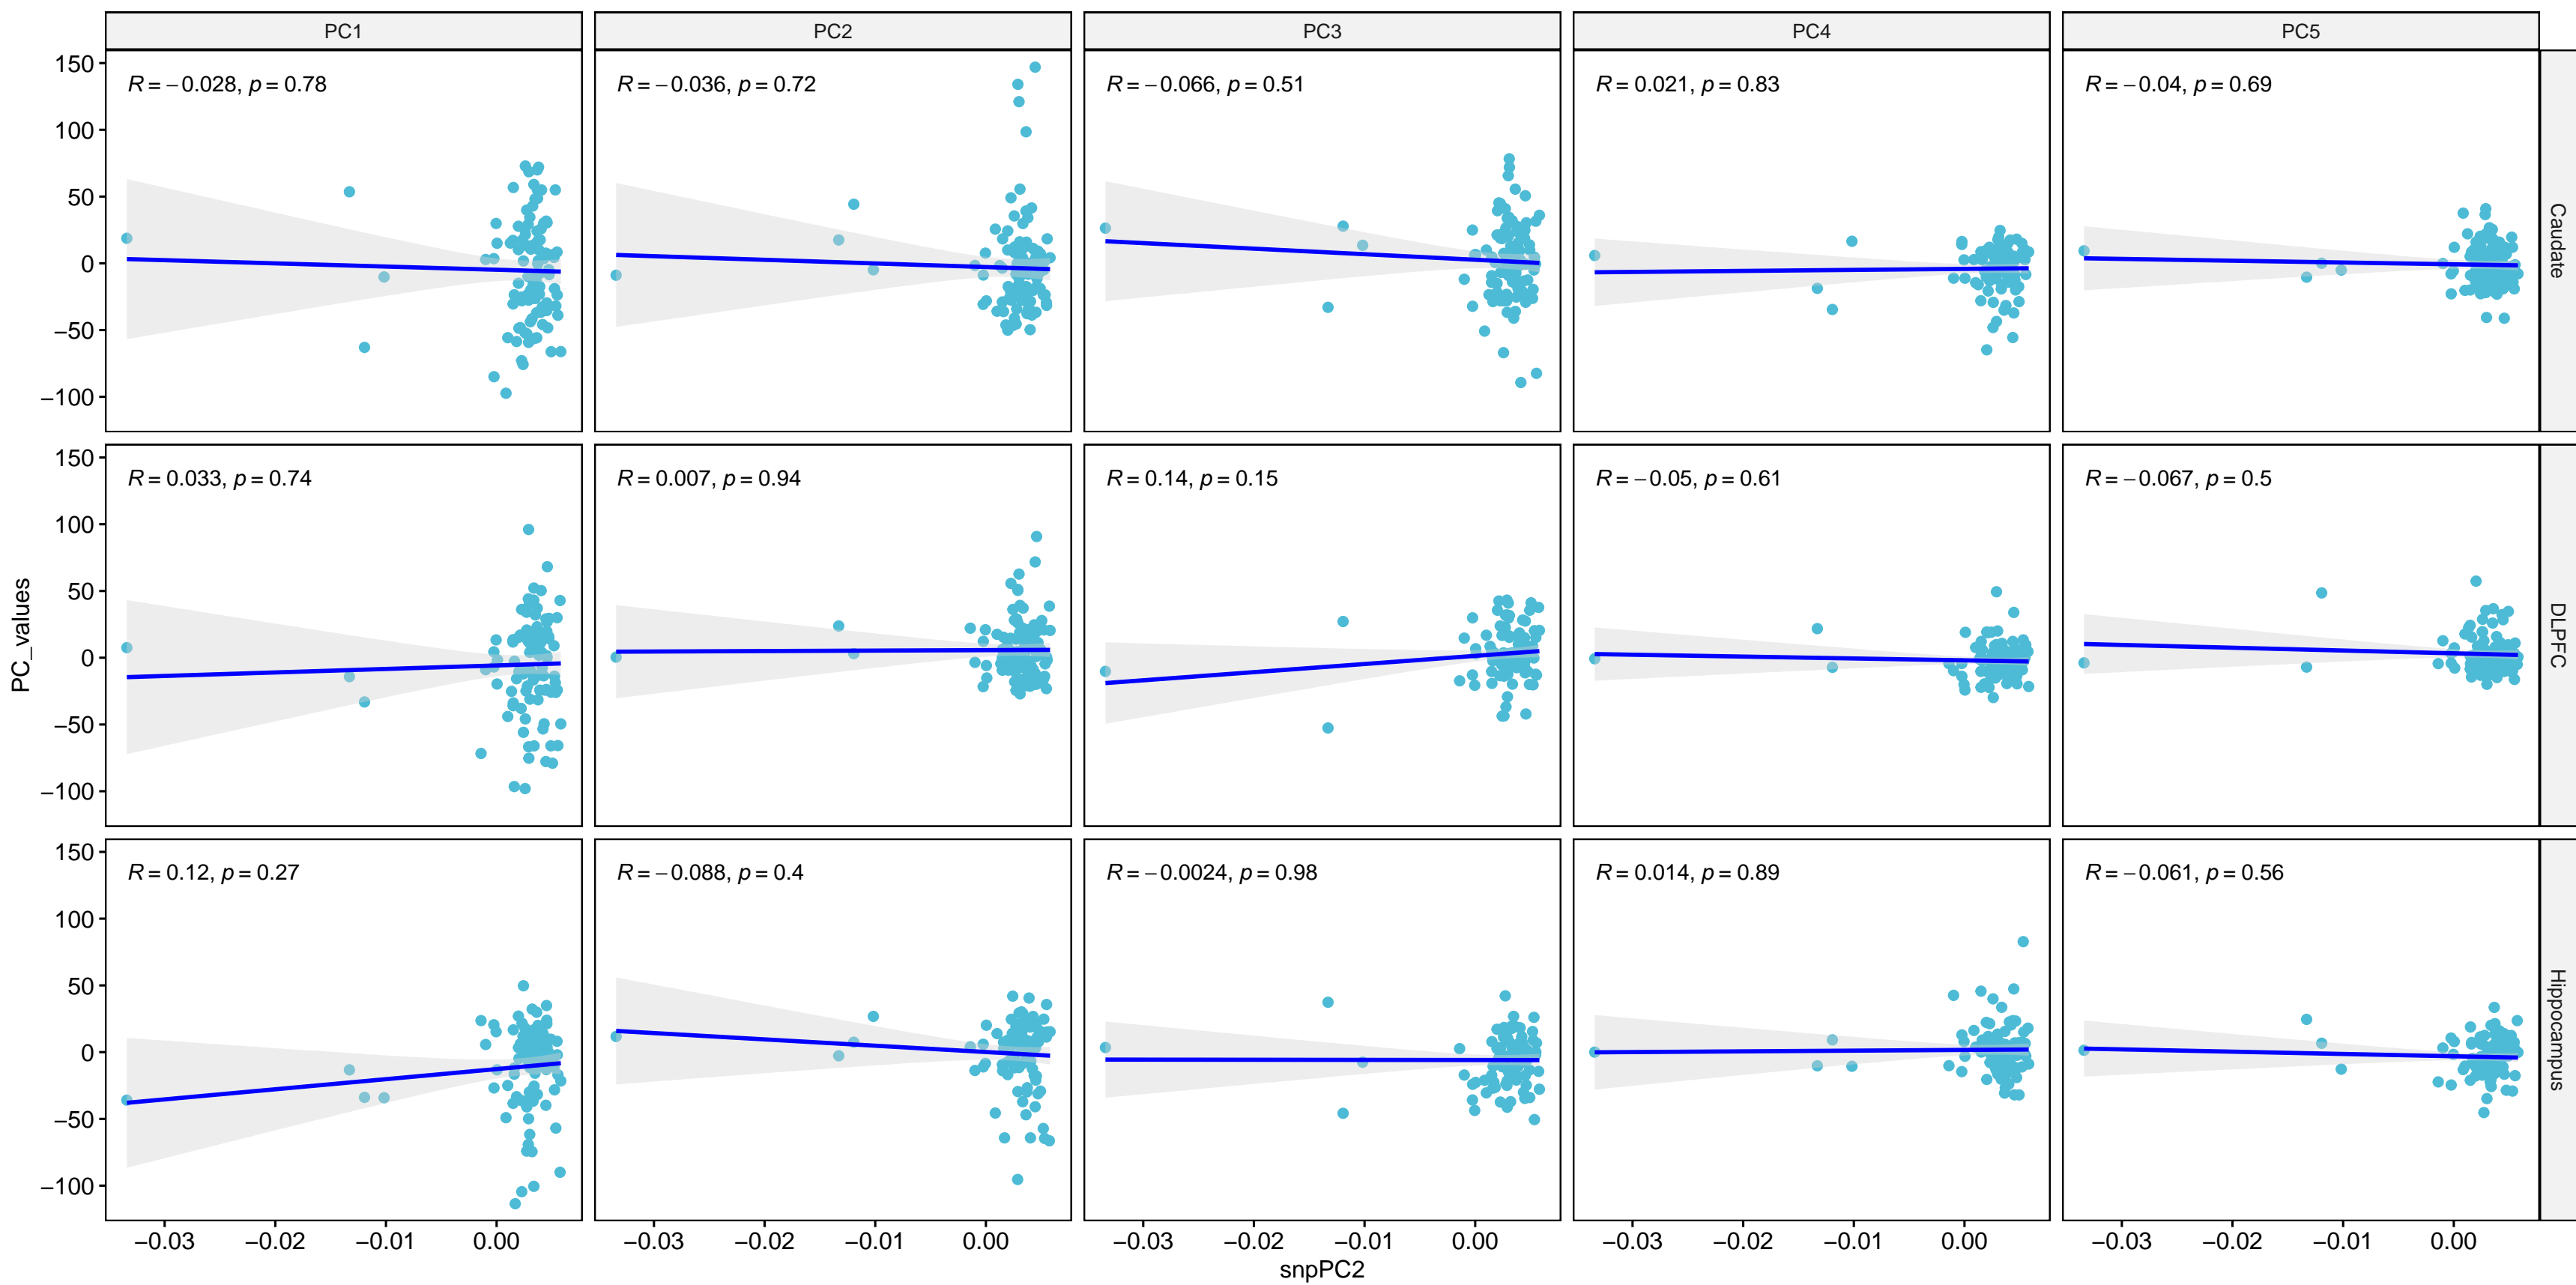 PC1 PC2 PC3 PC4 PC5
150 R = −0.028, p = 0.78 R = −0.036, p = 0.72 R = −0.066, p = 0.51 R = 0.021, p = 0.83 R = −0.04, p = 0.69
100
50
0
−50
−100
Caudate
150 R = 0.033, p = 0.74 R = 0.007, p = 0.94 R = 0.14, p = 0.15 R = −0.05, p = 0.61 R = −0.067, p = 0.5
100
50
0
−50
−100
DLPFC
PC_values
150 R = 0.12, p = 0.27 R = −0.088, p = 0.4 R = −0.0024, p = 0.98 R = 0.014, p = 0.89 R = −0.061, p = 0.56
100
50
0
−50
−100
Hippocampus
−0.03 −0.02 −0.01 0.00 −0.03 −0.02 −0.01 0.00 −0.03 −0.02 −0.01 0.00 −0.03 −0.02 −0.01 0.00 −0.03 −0.02 −0.01 0.00
snpPC2